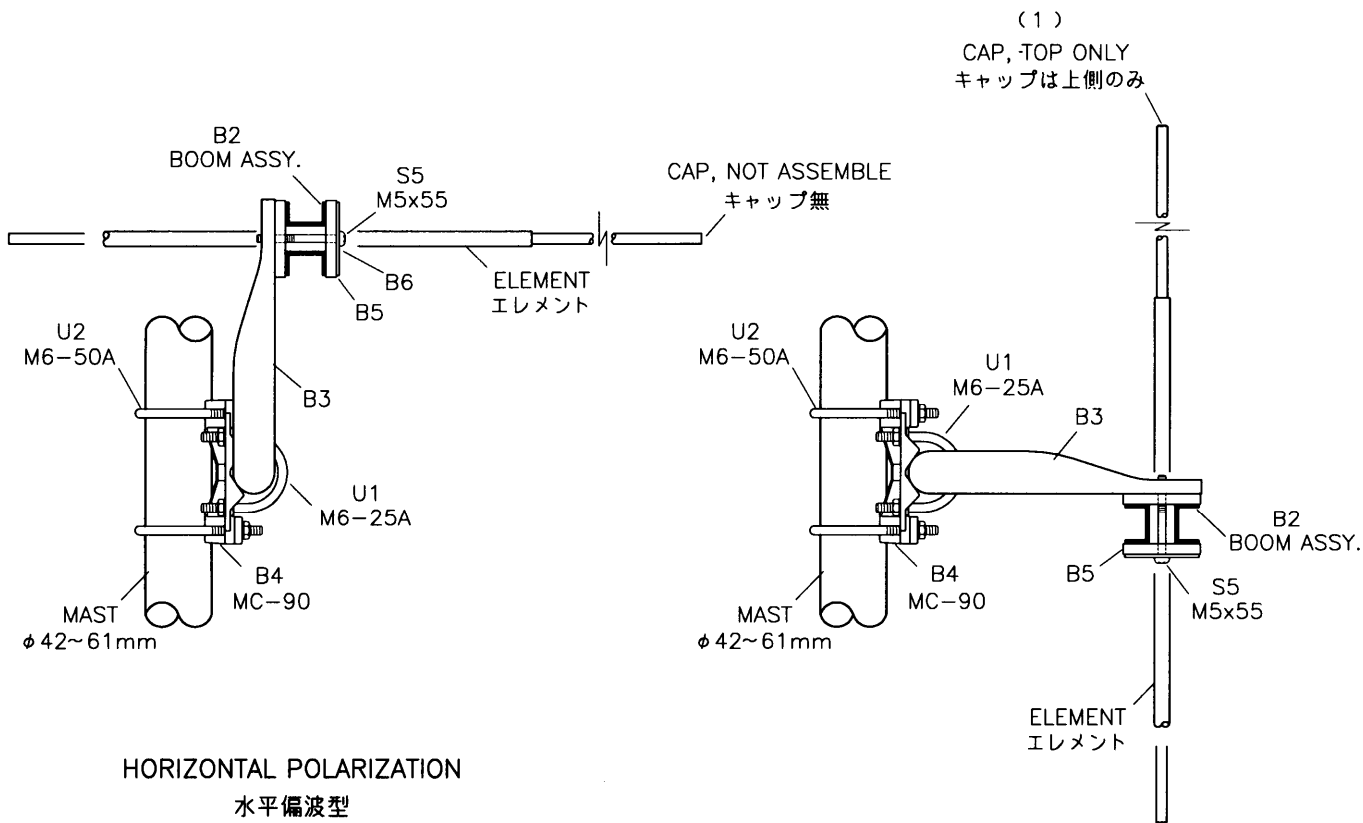 B2
BOOM ASSY.
S5
M5x55
CAP, NOT ASSEMBLE
キャップ無
B6
B5
ELEMENT
エレメント
U2
M6-50A
B3
U1
M6-25A
B4
MC-90
MAST
φ42~61mm
HORIZONTAL POLARIZATION
水平偏波型
(1)
CAP, TOP ONLY
キャップは上側のみ
U2
M6-50A
U1
M6-25A
B3
B2
BOOM ASSY.
B5
S5
M5x55
B4
MC-90
MAST
φ42~61mm
ELEMENT
エレメント